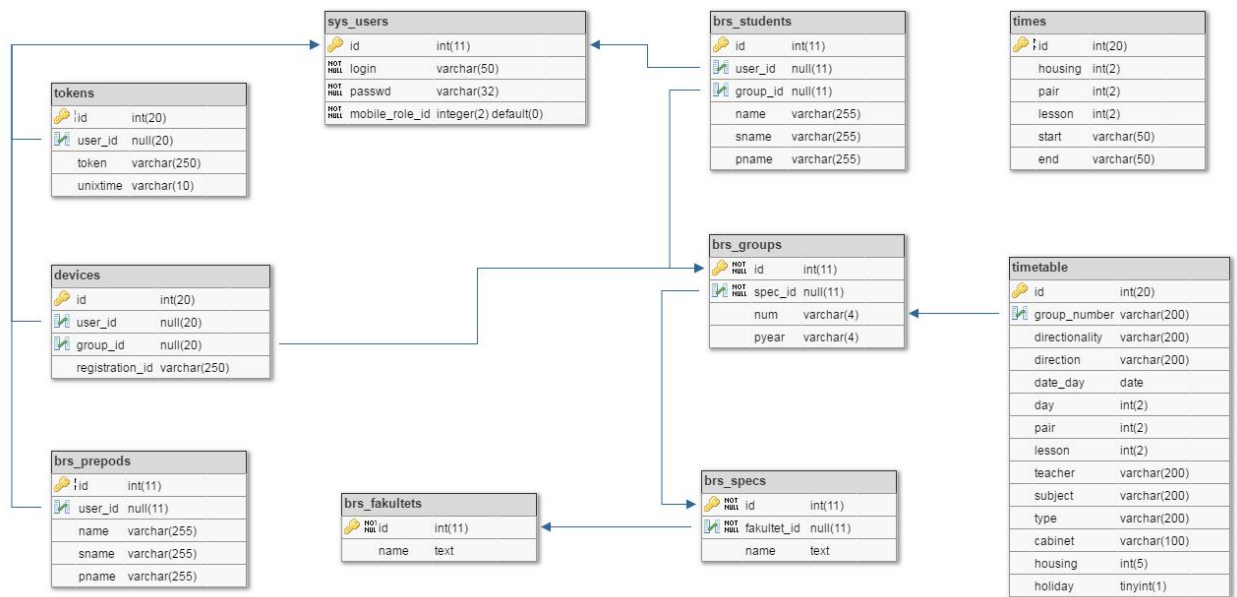 sys_users
id int(11)
NOT NULL login varchar(50)
NOT NULL passwd varchar(32)
NOT NULL mobile_role_id integer(2) default(0)
brs_students
id int(11)
user_id null(11)
group_id null(11)
name varchar(255)
sname varchar(255)
pname varchar(255)
times
id int(20)
housing int(2)
pair int(2)
lesson int(2)
start varchar(50)
end varchar(50)
tokens
id int(20)
user_id null(20)
token varchar(250)
unixtime varchar(10)
devices
id int(20)
user_id null(20)
group_id null(20)
registration_id varchar(250)
brs_groups
NOT NULL id int(11)
NOT NULL spec_id null(11)
num varchar(4)
pyear varchar(4)
timetable
id int(20)
group_number varchar(200)
directionality varchar(200)
direction varchar(200)
date_day date
day int(2)
pair int(2)
lesson int(2)
teacher varchar(200)
subject varchar(200)
type varchar(200)
cabinet varchar(100)
housing int(5)
holiday tinyint(1)
brs_prepods
id int(11)
user_id null(11)
name varchar(255)
sname varchar(255)
pname varchar(255)
brs_fakultets
NOT NULL id int(11)
name text
brs_specs
NOT NULL id int(11)
NOT NULL fakultet_id null(11)
name text